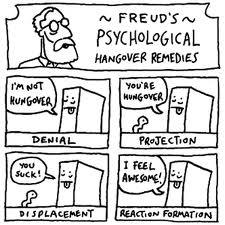 ~ FREUD'S ~
PSYCHOLOGICAL
HANGOVER REMEDIES
I'M NOT
HUNGOVER
DENIAL
YOU'RE
HUNGOVER
PROJECTION
YOU
SUCK!
DISPLACEMENT
I FEEL
AWESOME!
REACTION FORMATION